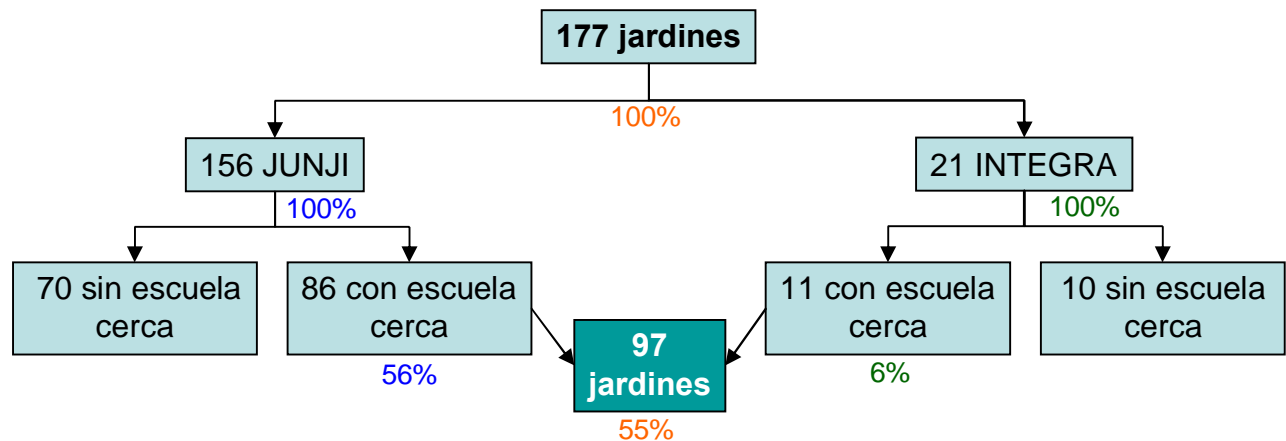 177 jardines
100%
156 JUNJI
21 INTEGRA
100%
100%
70 sin escuela
cerca
86 con escuela
cerca
11 con escuela
cerca
10 sin escuela
cerca
97
jardines
56%
6%
55%